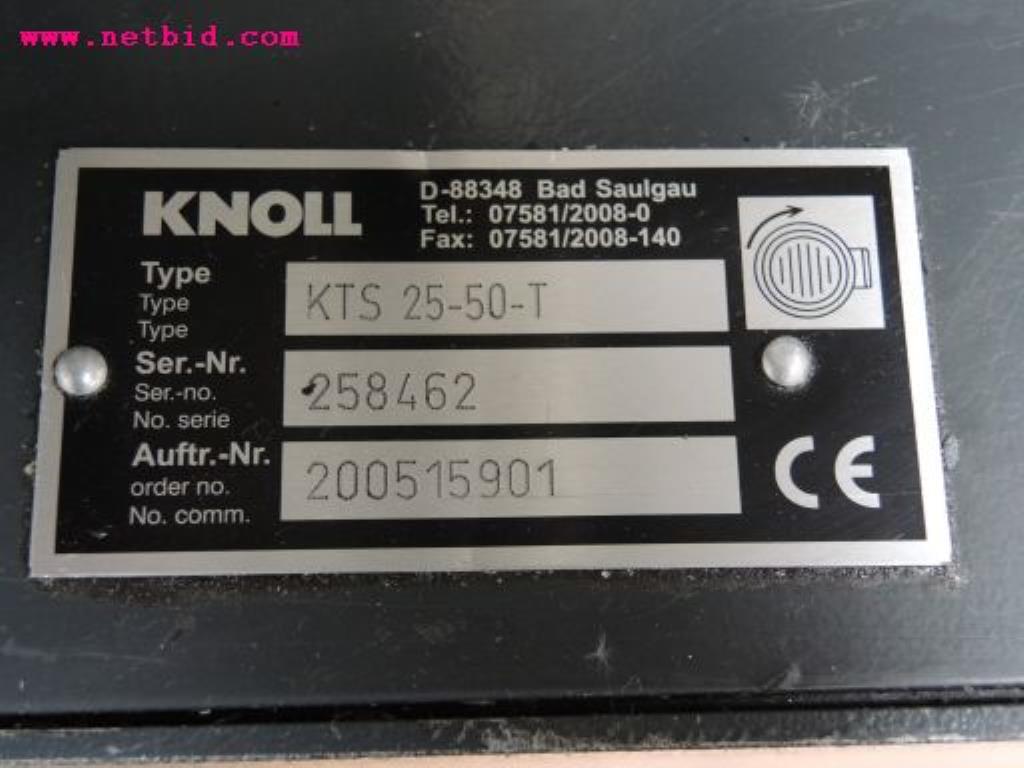 www.netbid.com
KNOLL
D-88348 Bad Saulgau
Tel.: 07581/2008-0
Fax: 07581/2008-140
Type
Type
Type
KTS 25-50-T
Ser.-Nr.
Ser.-no.
No. serie
258462
Auftr.-Nr.
order no.
No. comm.
200515901
CE